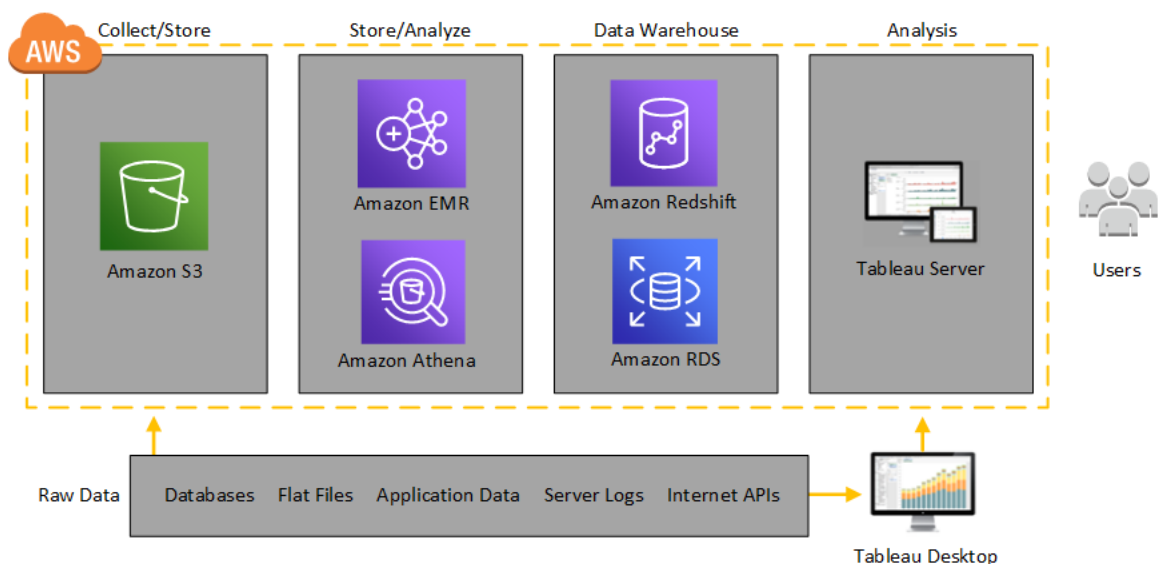 Collect/Store
Store/Analyze
Data Warehouse
Analysis
AWS
Amazon S3
Amazon EMR
Amazon Athena
Amazon Redshift
Amazon RDS
Tableau Server
Users
Raw Data
Databases
Flat Files
Application Data
Server Logs
Internet APIs
Tableau Desktop